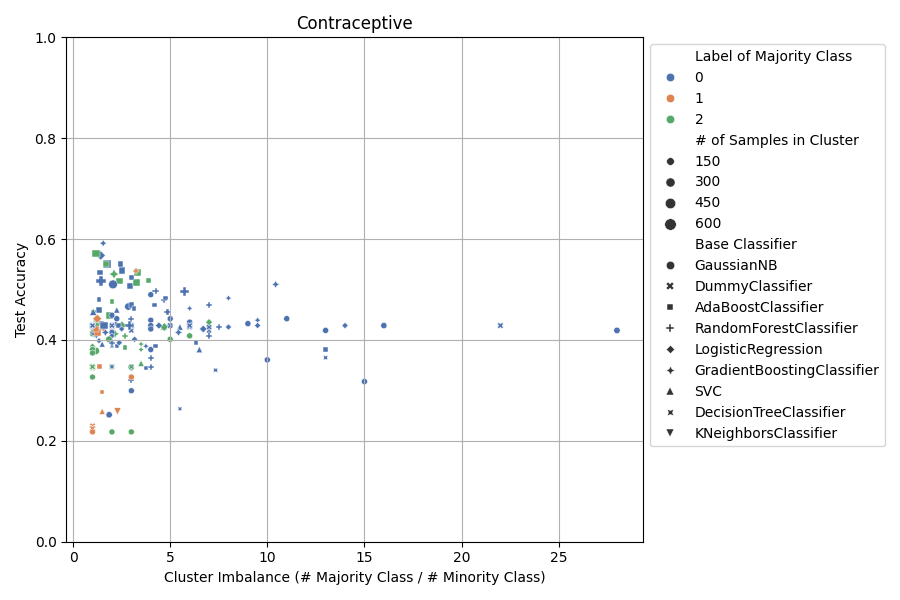 Contraceptive
Test Accuracy
1.0
0.8
0.6
0.4
0.2
0.0
0 5 10 15 20 25
Cluster Imbalance (# Majority Class / # Minority Class)
Label of Majority Class
0
1
2
# of Samples in Cluster
150
300
450
600
Base Classifier
GaussianNB
DummyClassifier
AdaBoostClassifier
RandomForestClassifier
LogisticRegression
GradientBoostingClassifier
SVC
DecisionTreeClassifier
KNeighborsClassifier